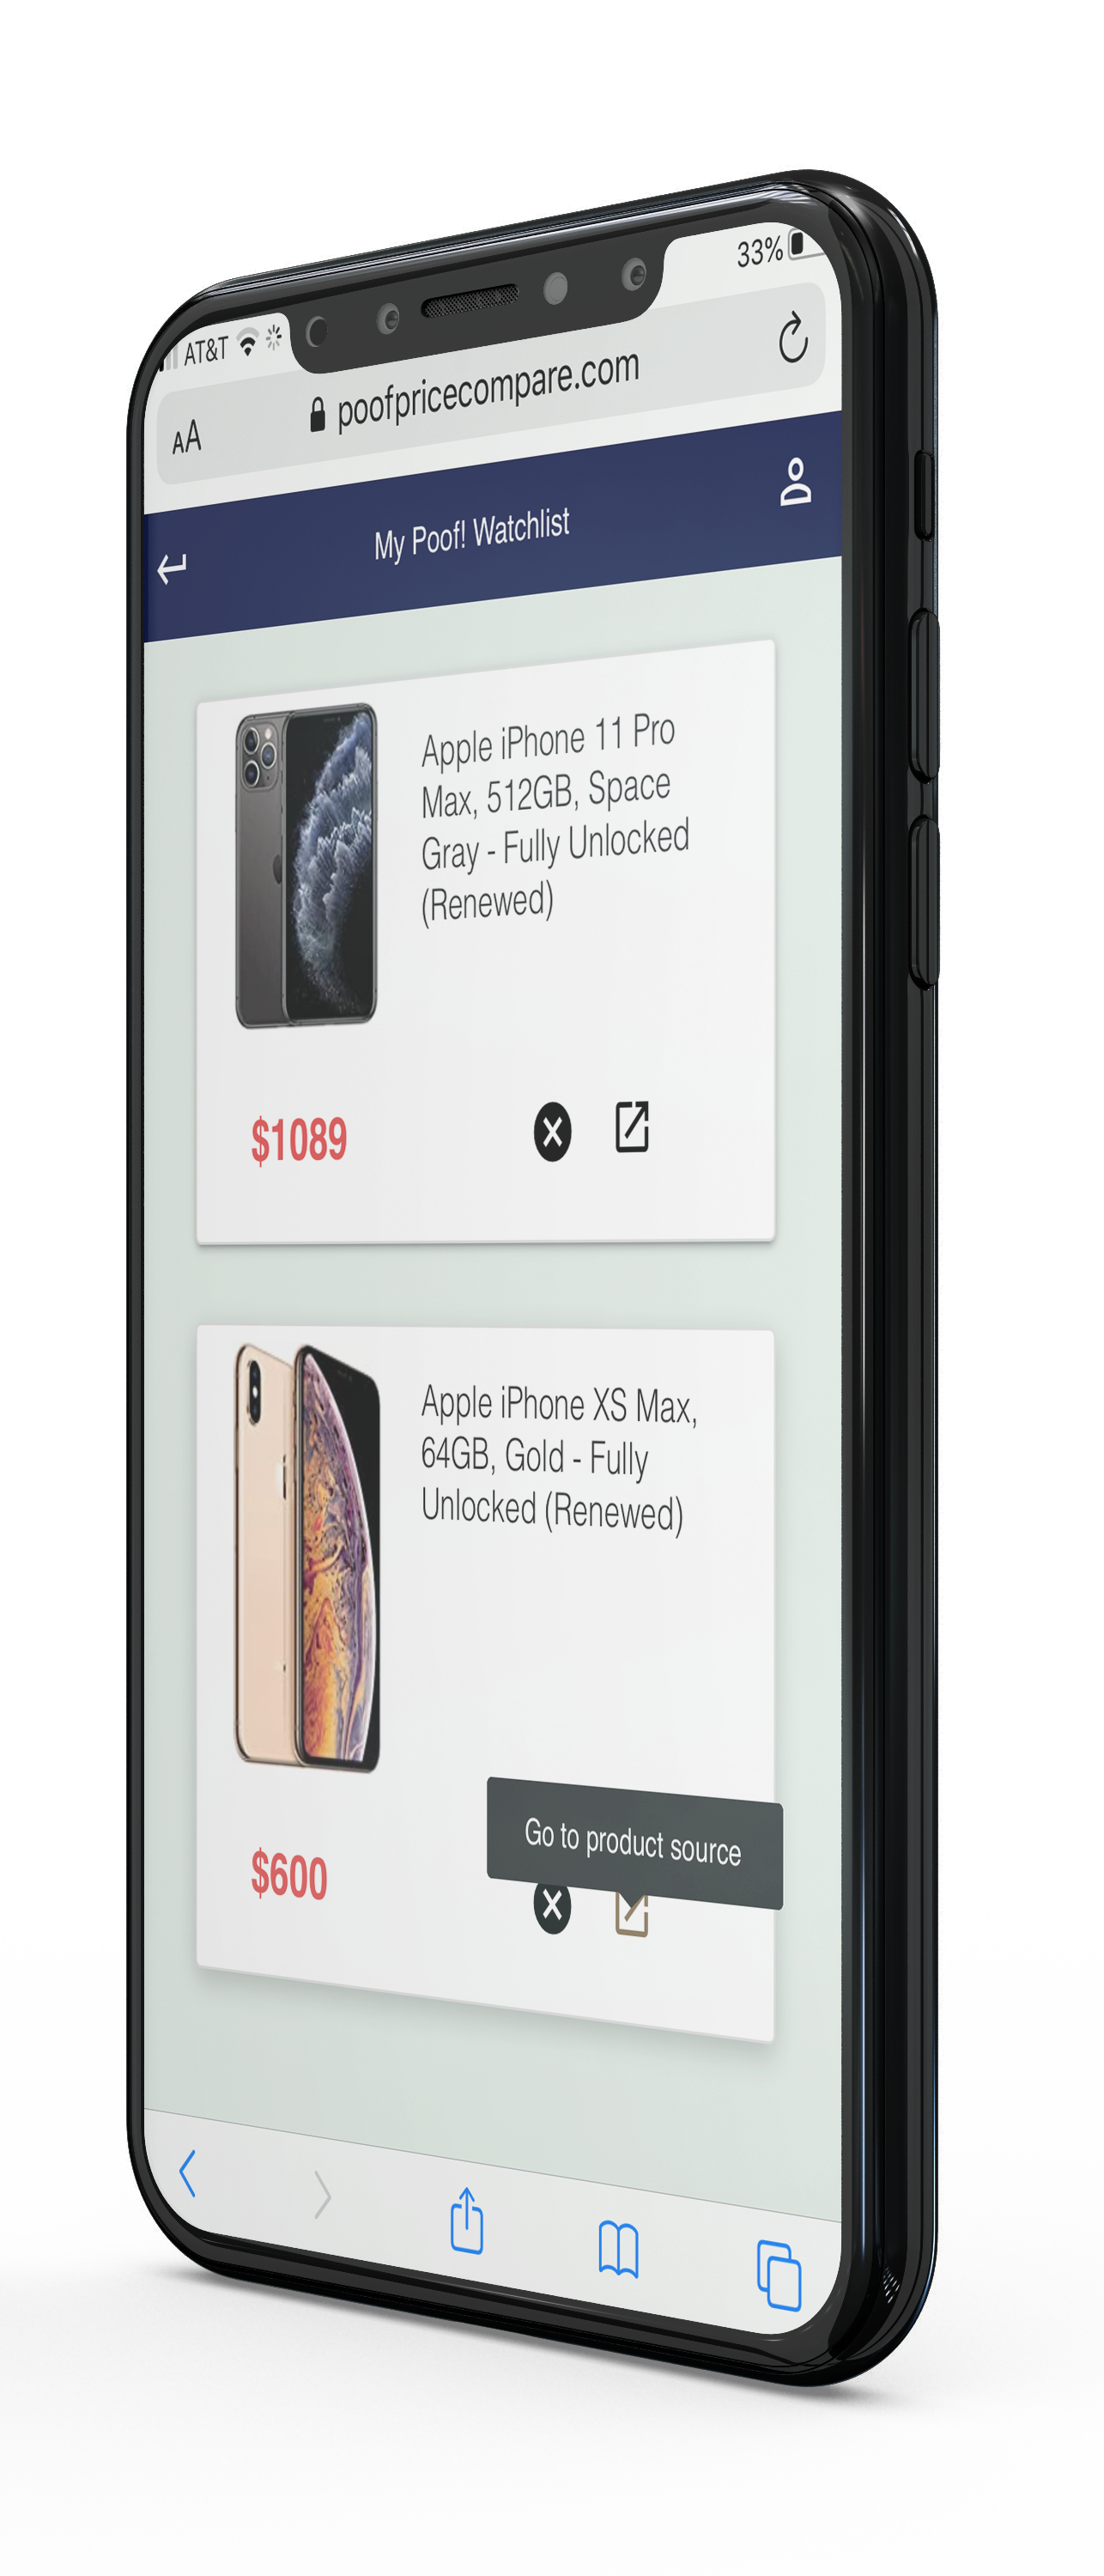 AT&T
33%
AA
poofpricecompare.com
My Poof! Watchlist
Apple iPhone 11 Pro
Max, 512GB, Space
Gray - Fully Unlocked
(Renewed)
$1089
Apple iPhone XS Max,
64GB, Gold - Fully
Unlocked (Renewed)
Go to product source
$600